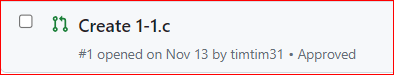 Create 1-1.c
#1 opened on Nov 13 by timtim31 • Approved